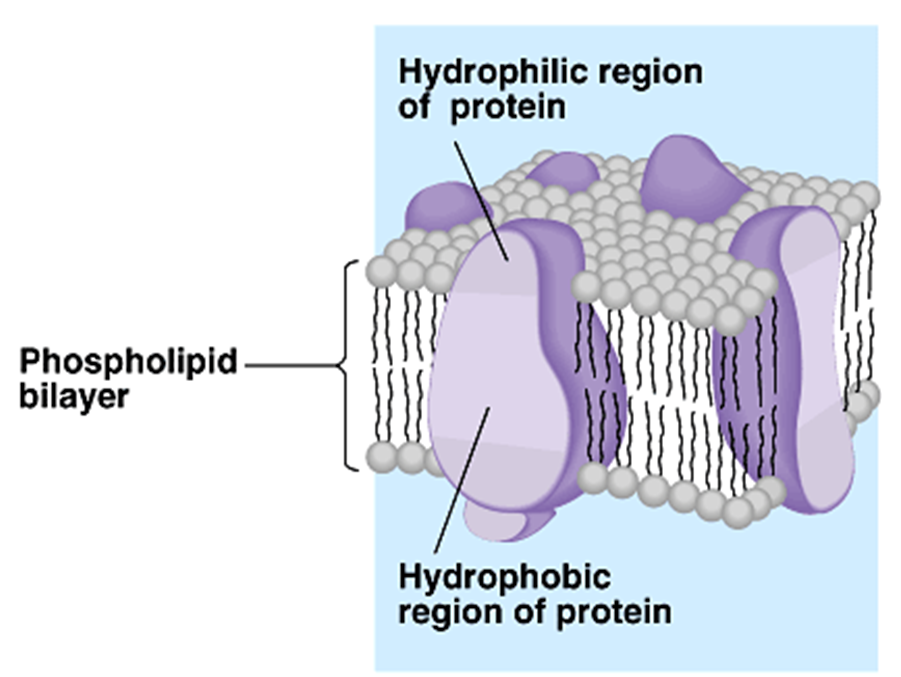 Hydrophilic region
of protein
Phospholipid
bilayer
Hydrophobic
region of protein